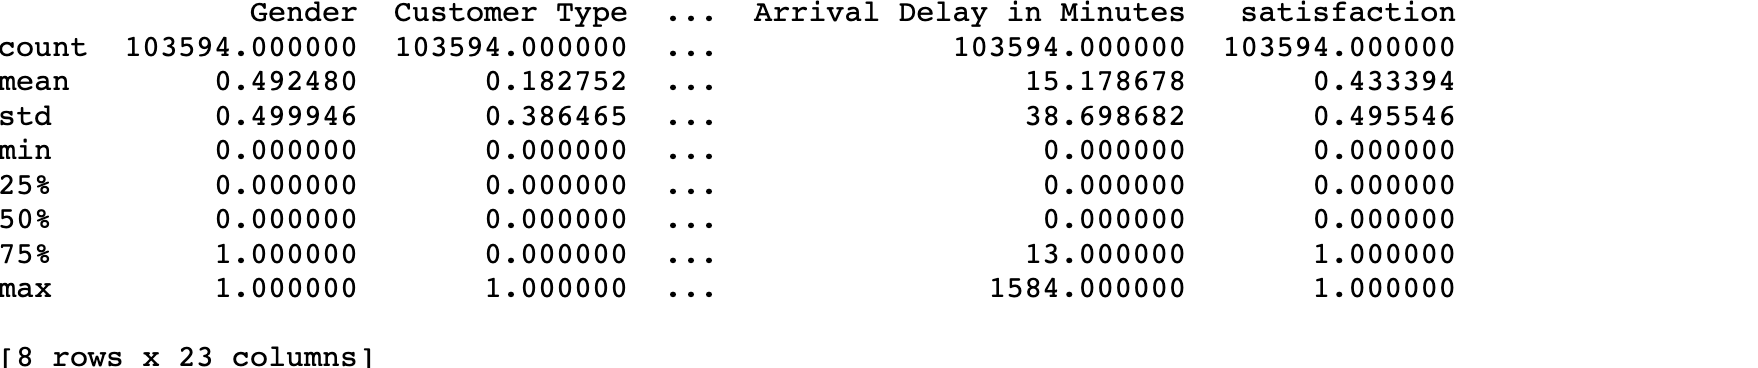 Gender Customer Type ... Arrival Delay in Minutes satisfaction
count 103594.000000 103594.000000 ... 103594.000000 103594.000000
mean 0.492480 0.182752 ... 15.178678 0.433394
std 0.499946 0.386465 ... 38.698682 0.495546
min 0.000000 0.000000 ... 0.000000 0.000000
25% 0.000000 0.000000 ... 0.000000 0.000000
50% 0.000000 0.000000 ... 0.000000 0.000000
75% 1.000000 0.000000 ... 13.000000 1.000000
max 1.000000 1.000000 ... 1584.000000 1.000000
[8 rows x 23 columns]